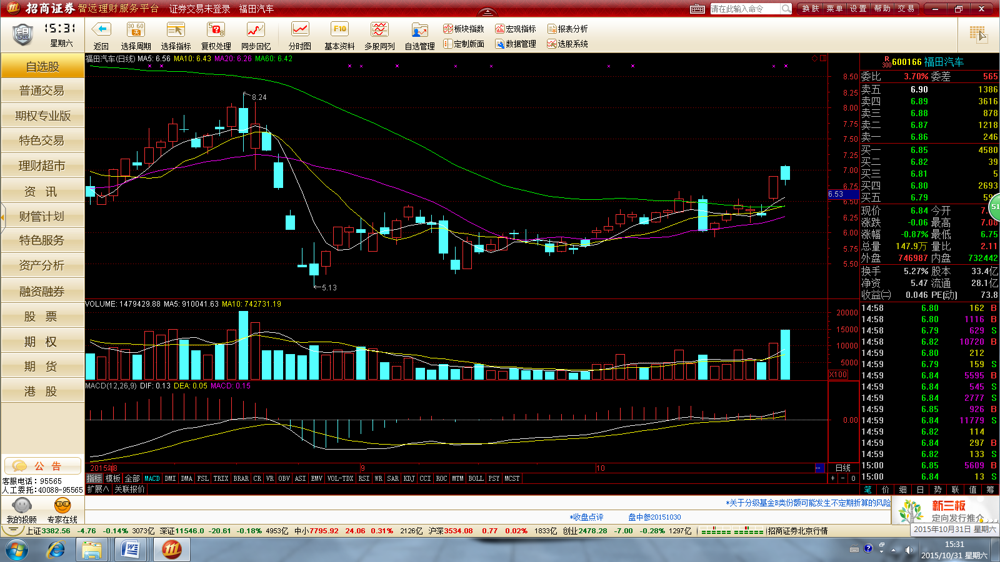 招商证券 智远理财服务平台 证券交易未登录 福田汽车 请在此输入命令 换肤 菜单 设置 帮助 交易
15:31
星期六
30 60
天
F10
返回 选择周期 选择指标 复权处理 同步回忆 分时图 基本资料 多股同列 自选管理
板块指数 宏观指标 报表分析
定制版面 数据管理 选股系统
自选股
普通交易
期权专业版
特色交易
理财超市
资 讯
财管计划
特色服务
资产分析
融资融券
股 票
期 权
期 货
港 股
公 告
客服电话: 95565
人工委托:40088-95565
我的投顾 专家在线
福田汽车(日线) MA5: 6.56 MA10: 6.43 MA20: 6.26 MA60: 6.42
8.24
5.13
8.50
8.25
8.00
7.75
7.50
7.25
7.00
6.75
6.53
6.50
6.25
6.00
5.75
5.50
VOLUME: 1479429.88 MA5: 910041.63 MA10: 742731.19
20000
15000
10000
5000
X100
MACD(12,26,9) DIF: 0.13 DEA: 0.05 MACD: 0.15
0.00
2015年8 9 10 日线
指标 模板 全部 MACD DMI DMA FSL TRIX BRAR CR VR OBV ASI EMV VOL-TDX RSI WR SAR KDJ CCI ROC MTM BOLL PSY MCST + - 0
扩展∧ 关联报价
R
300 600166 福田汽车
委比 3.70% 委差 565
卖五 6.90 1386
卖四 6.89 3616
卖三 6.88 878
卖二 6.87 1218
卖一 6.86 246
买一 6.85 4580
买二 6.82 39
买三 6.81 5
买四 6.80 2693
买五 6.79 59
51
现价 6.84 今开 7.
涨跌 -0.06 最高 7.08
涨幅 -0.87% 最低 6.75
总量 147.9万 量比 2.11
外盘 746987 内盘 732442
换手 5.27% 股本 33.4亿
净资 5.47 流通 28.1亿
收益㈢ 0.046 PE(动) 73.8
14:58 6.80 162 B
14:58 6.80 1116 B
14:58 6.79 629 S
14:58 6.82 10720 B
14:59 6.80 212
14:59 6.79 159 S
14:59 6.84 5595 B
14:59 6.84 545 S
14:59 6.84 2777 S
14:59 6.85 926 B
14:59 6.84 11779 S
14:59 6.82 114
14:59 6.84 297 B
14:59 6.82 133 S
15:00 6.85 5609 B
15:00 6.84 13 S
笔 价 细 日 势 联 值 筹
*关于分级基金B类份额可能发生不定期折算的风险
*收盘点评 盘中参20151030
新三板
定向发行推介
2015年10月31日 星期六
上证3382.56 -4.76 -0.14% 3073亿 深证11546.0 -20.61 -0.18% 4953亿 中小7795.92 24.06 0.31% 2126亿 沪深3534.08 0.77 0.02% 1833亿 创业2478.28 -7.00 -0.28% 1297亿 招商证券北京行情
15:31
2015/10/31 星期六